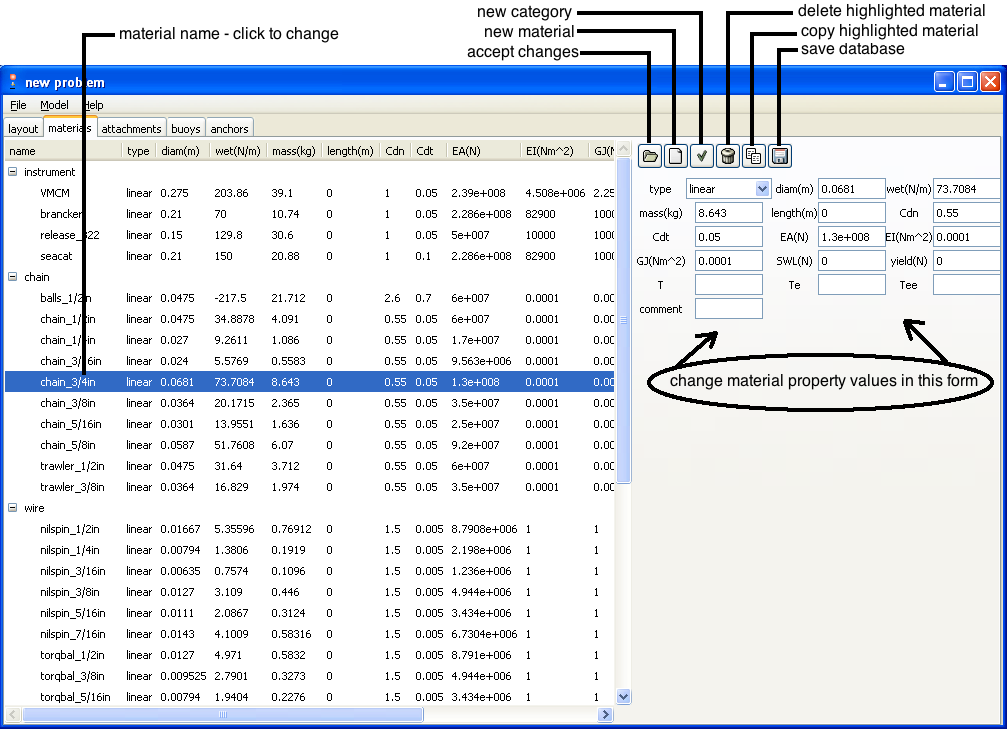 new category
delete highlighted material
new material
copy highlighted material
material name - click to change
accept changes
save database
new problem
File Model Help
layout materials attachments buoys anchors
name type diam(m) wet(N/m) mass(kg) length(m) Cdn Cdt EA(N) EI(Nm^2)
instrument
VMCM linear 0.275 203.86 39.1 1 0.05 2.39e+008 4.508e+006 2.25
brancker linear 0.21 70 10.74 0 1 0.05 2.286e+008 82900
release_322 linear 0.15 129.8 30.6 0 1 0.05 5e+007 10000
seacat linear 0.21 150 20.88 0 1 0.1 2.286e+008 82900
chain
balls_1/2in linear 0.0475 -217.5 21.712 0 2.6 0.7 6e+007 0.0001
chain_1/2in linear 0.0475 34.8878 4.091 0 0.55 0.05 6e+007 0.0001
chain_1/4in linear 0.027 9.2611 1.086 0 0.55 0.05 1.7e+007 0.0001
chain_3/16in linear 0.024 5.5769 0.5583 0 0.55 0.05 9.563e+006 0.0001
chain_3/4in linear 0.0681 73.7084 8.643 0 0.55 0.05 1.3e+008 0.0001
chain_3/8in linear 0.0364 20.1715 2.365 0 0.55 0.05 3.5e+007 0.0001
chain_5/16in linear 0.0301 13.9551 1.636 0 0.55 0.05 2.5e+007 0.0001
chain_5/8in linear 0.0587 51.7608 6.07 0 0.55 0.05 9.2e+007 0.0001
trawler_1/2in linear 0.0475 31.64 3.712 0 0.55 0.05 6e+007 0.0001
trawler_3/8in linear 0.0364 16.829 1.974 0 0.55 0.05 3.5e+007 0.0001
wire
nilspin_1/2in linear 0.01667 5.35596 0.76912 0 1.5 0.005 8.7908e+006 1 1
nilspin_1/4in linear 0.00794 1.3806 0.1919 0 1.5 0.005 2.198e+006 1 1
nilspin_3/16in linear 0.00635 0.7574 0.1096 0 1.5 0.005 1.236e+006 1 1
nilspin_3/8in linear 0.0127 3.109 0.446 0 1.5 0.005 4.944e+006 1 1
nilspin_5/16in linear 0.0111 2.0867 0.3124 0 1.5 0.005 3.434e+006 1 1
nilspin_7/16in linear 0.0143 4.1009 0.58316 0 1.5 0.005 6.7304e+006 1 1
torqbal_1/2in linear 0.0127 4.971 0.5832 0 1.5 0.005 8.791e+006 1 1
torqbal_3/8in linear 0.009525 2.7901 0.3273 0 1.5 0.005 4.944e+006 1 1
torqbal_5/16in linear 0.00794 1.9404 0.2276 0 1.5 0.005 3.434e+006 1 1
type linear diam(m) 0.0681 wet(N/m) 73.7084
mass(kg) 8.643 length(m) 0 Cdn 0.55
Cdt 0.05 EA(N) 1.3e+008 EI(Nm^2) 0.0001
GJ(Nm^2) 0.0001 SWL(N) 0 yield(N) 0
T Te Tee
comment
change material property values in this form